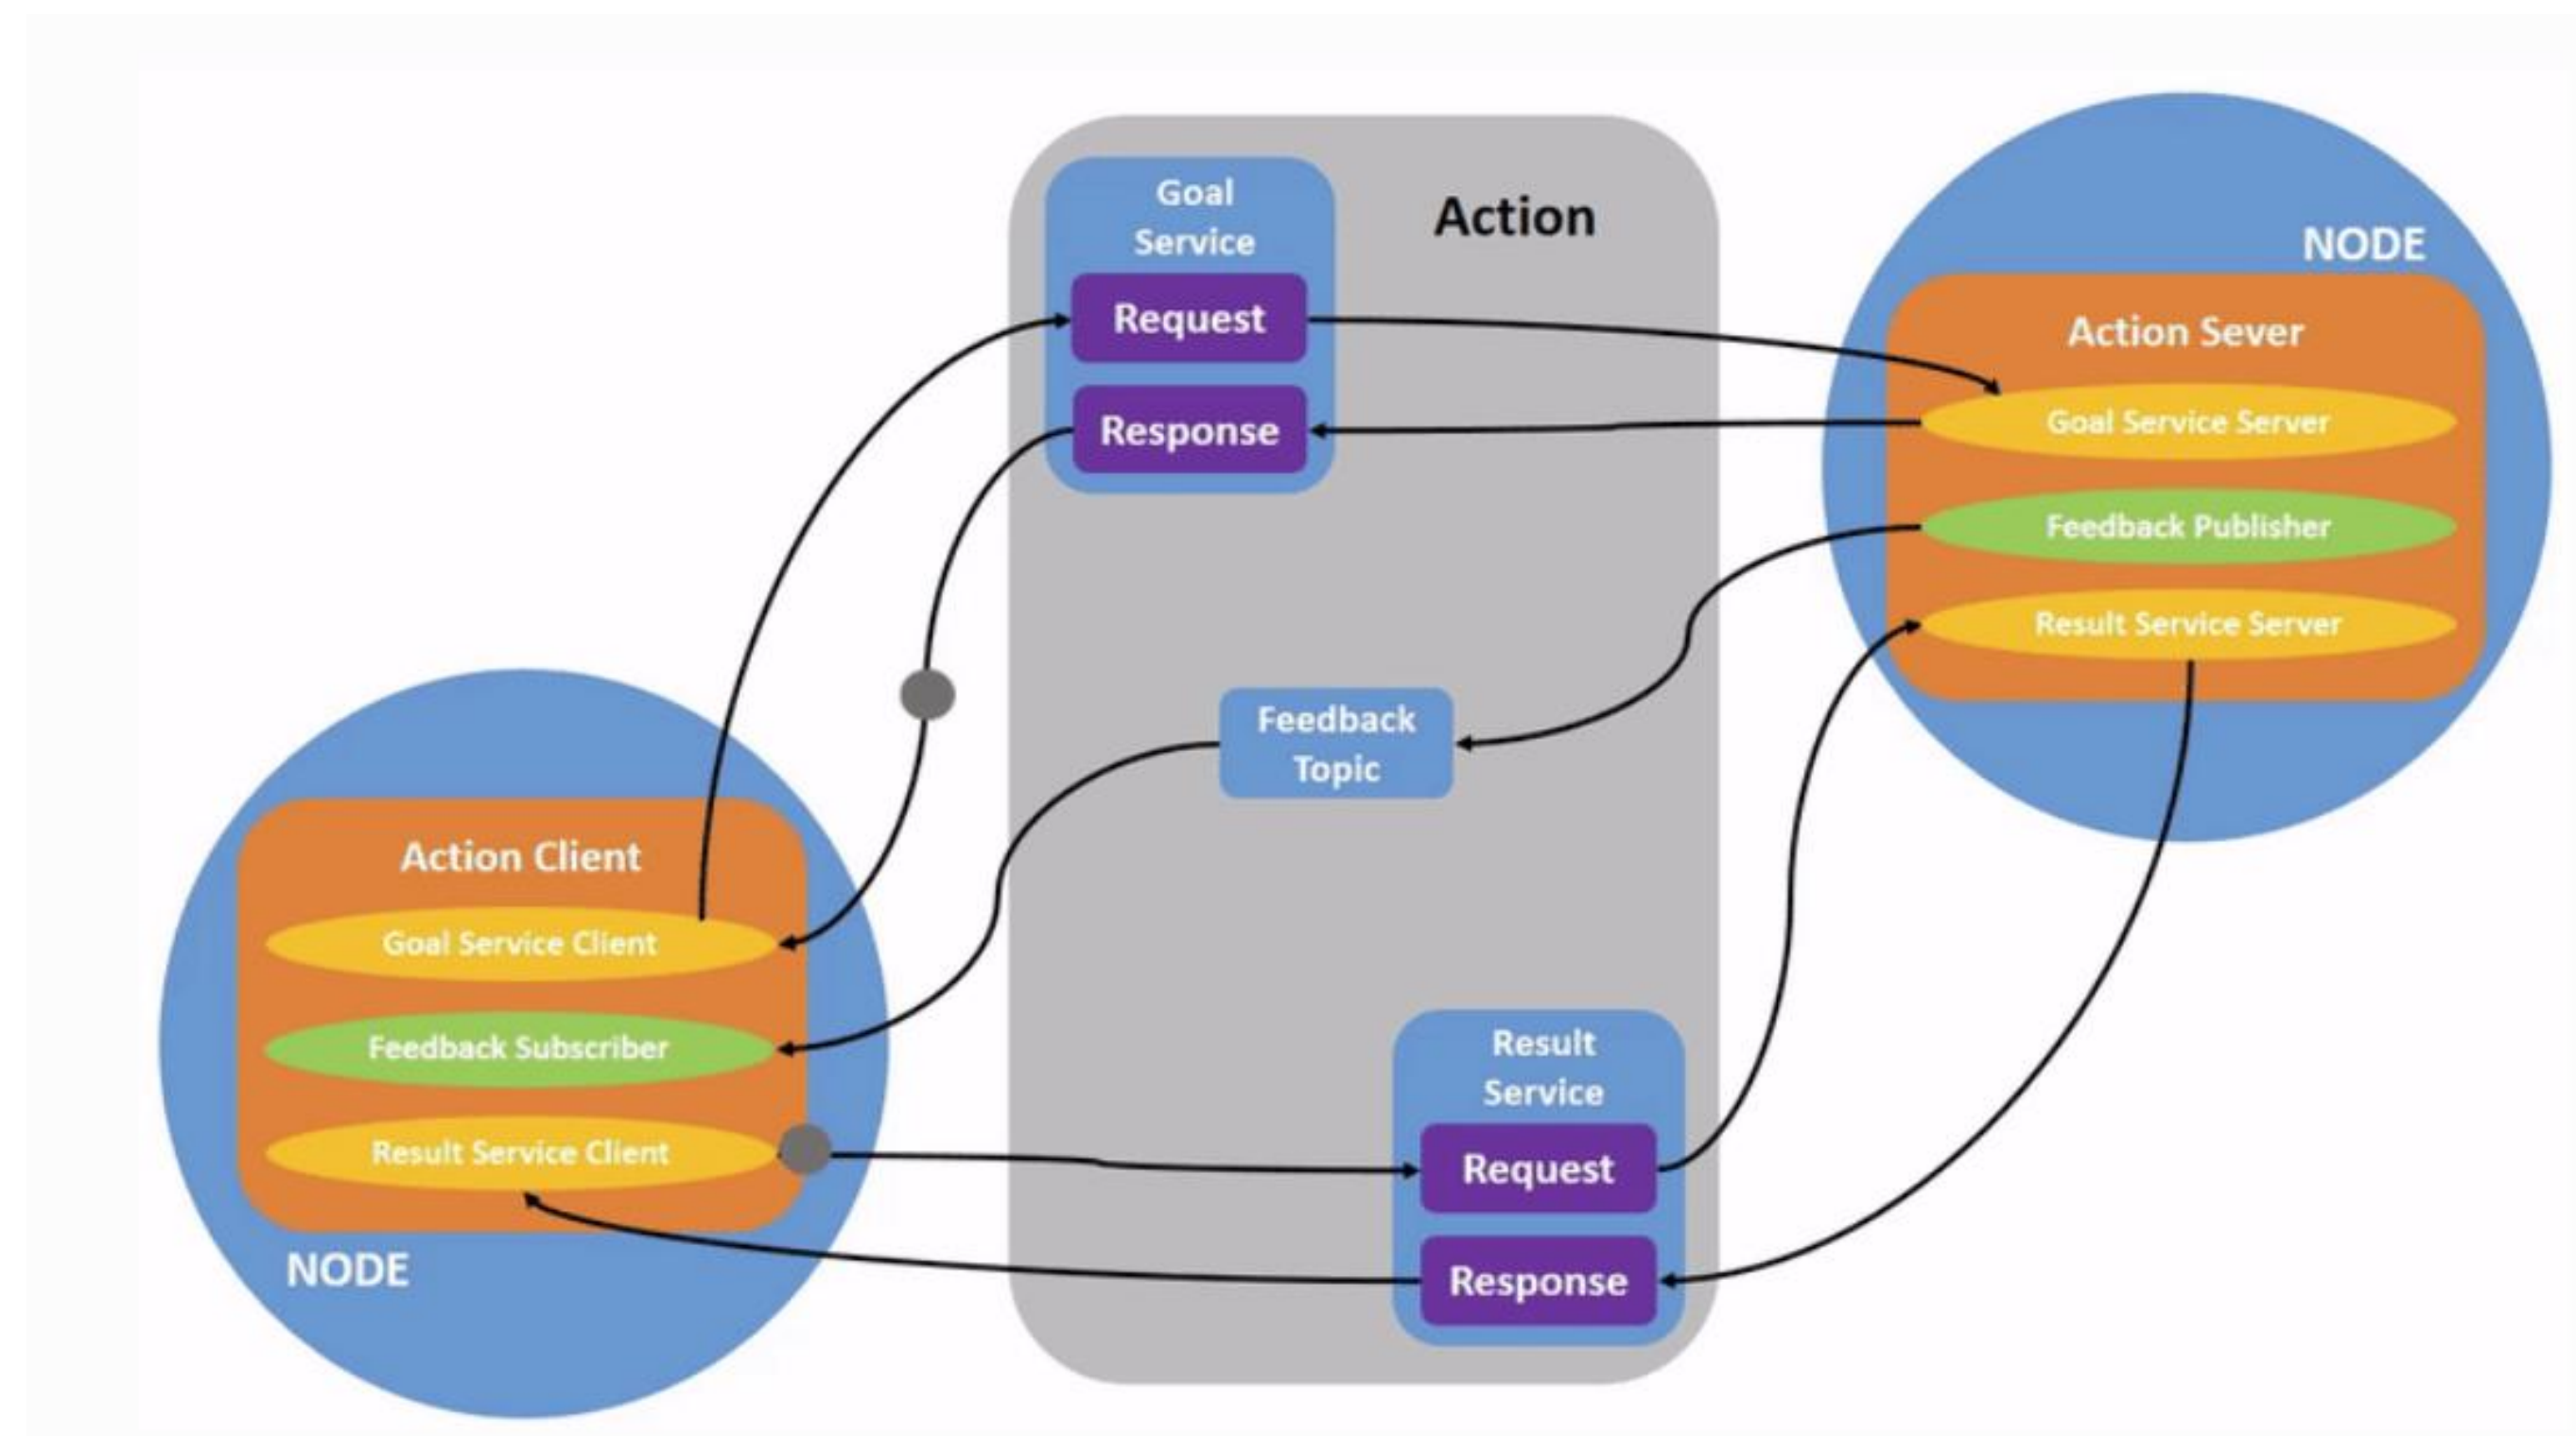 Goal
Service
Request
Response
Action
NODE
Action Sever
Goal Service Server
Feedback Publisher
Result Service Server
Feedback
Topic
Action Client
Goal Service Client
Feedback Subscriber
Result Service Client
NODE
Result
Service
Request
Response